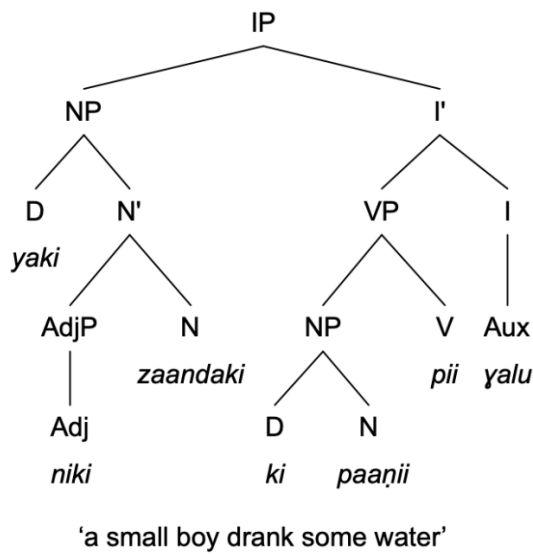 IP
NP I'
D N' VP I
yaki
AdjP N NP V Aux
zaandaki pii ɣalu
Adj D N
niki ki paaṇii
‘a small boy drank some water’